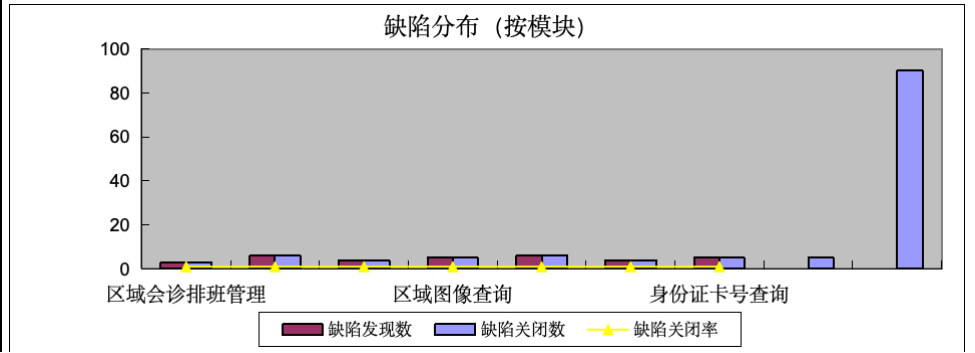 缺陷分布（按模块）
100
80
60
40
20
0
区域会诊排班管理 区域图像查询 身份证卡号查询
缺陷发现数 缺陷关闭数 缺陷关闭率